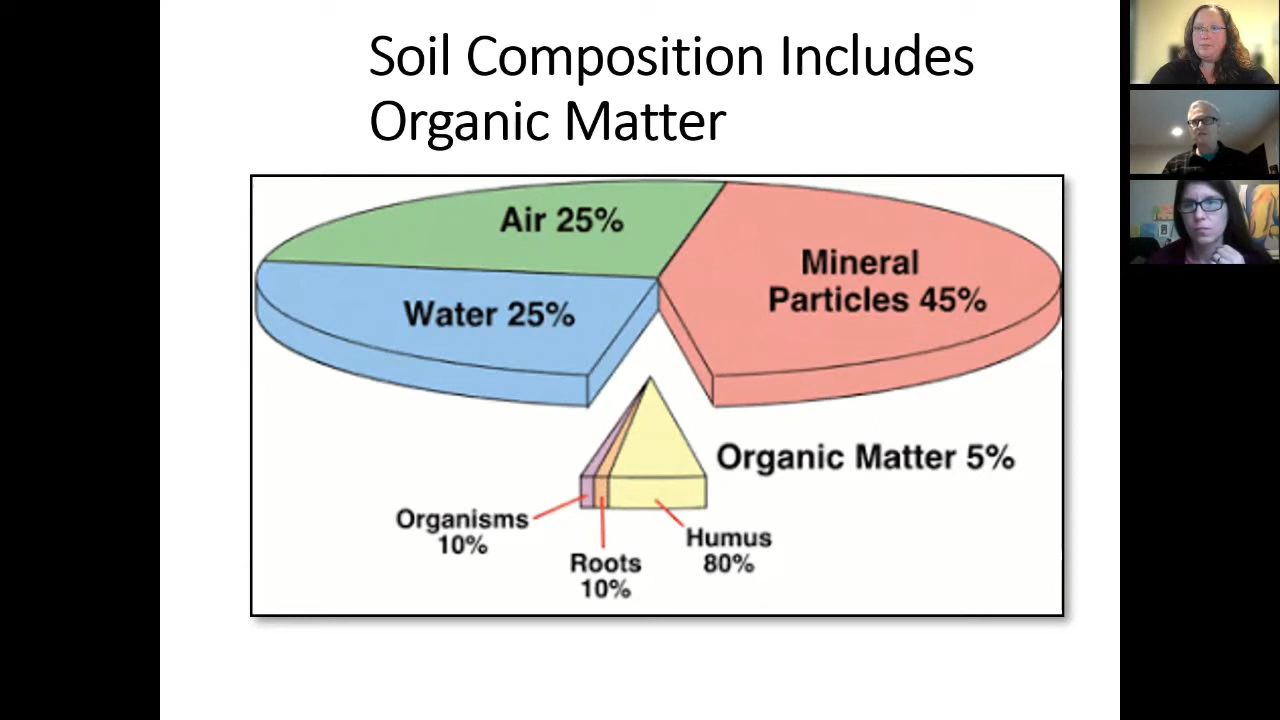 Soil Composition Includes
Organic Matter
Air 25%
Mineral
Particles 45%
Water 25%
Organic Matter 5%
Organisms
10%
Roots
10%
Humus
80%